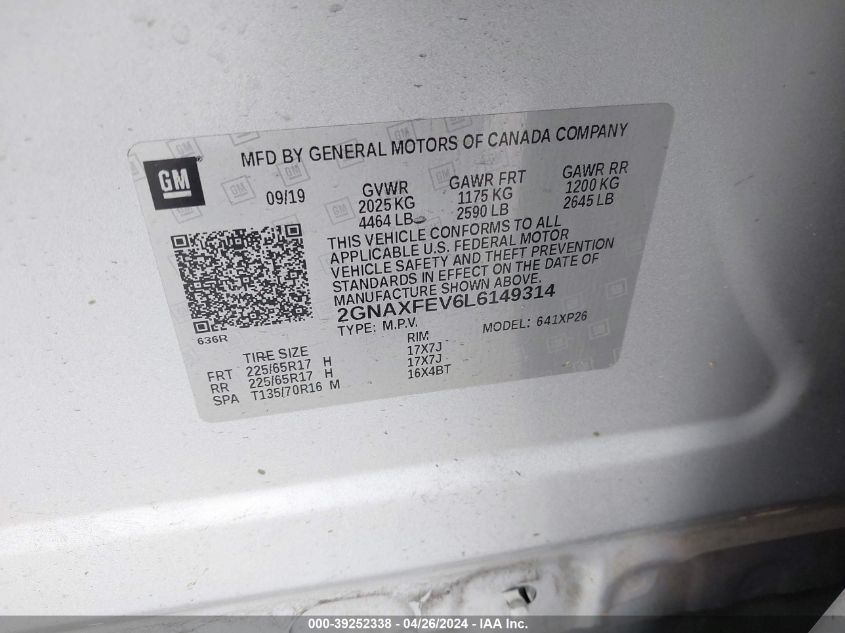 MFD BY GENERAL MOTORS OF CANADA COMPANY
GM
09/19
GVWR GAWR FRT GAWR RR
2025 KG 1175 KG 1200 KG
4464 LB 2590 LB 2645 LB
THIS VEHICLE CONFORMS TO ALL
APPLICABLE U.S. FEDERAL MOTOR
VEHICLE SAFETY AND THEFT PREVENTION
STANDARDS IN EFFECT ON THE DATE OF
MANUFACTURE SHOWN ABOVE.
2GNAXFEV6L6149314
TYPE: M.P.V. MODEL: 641XP26
636R
TIRE SIZE RIM
FRT 225/65R17 H 17X7J
RR 225/65R17 H 17X7J
SPA T135/70R16 M 16X4BT
000-39252338 - 04/26/2024 - IAA Inc.